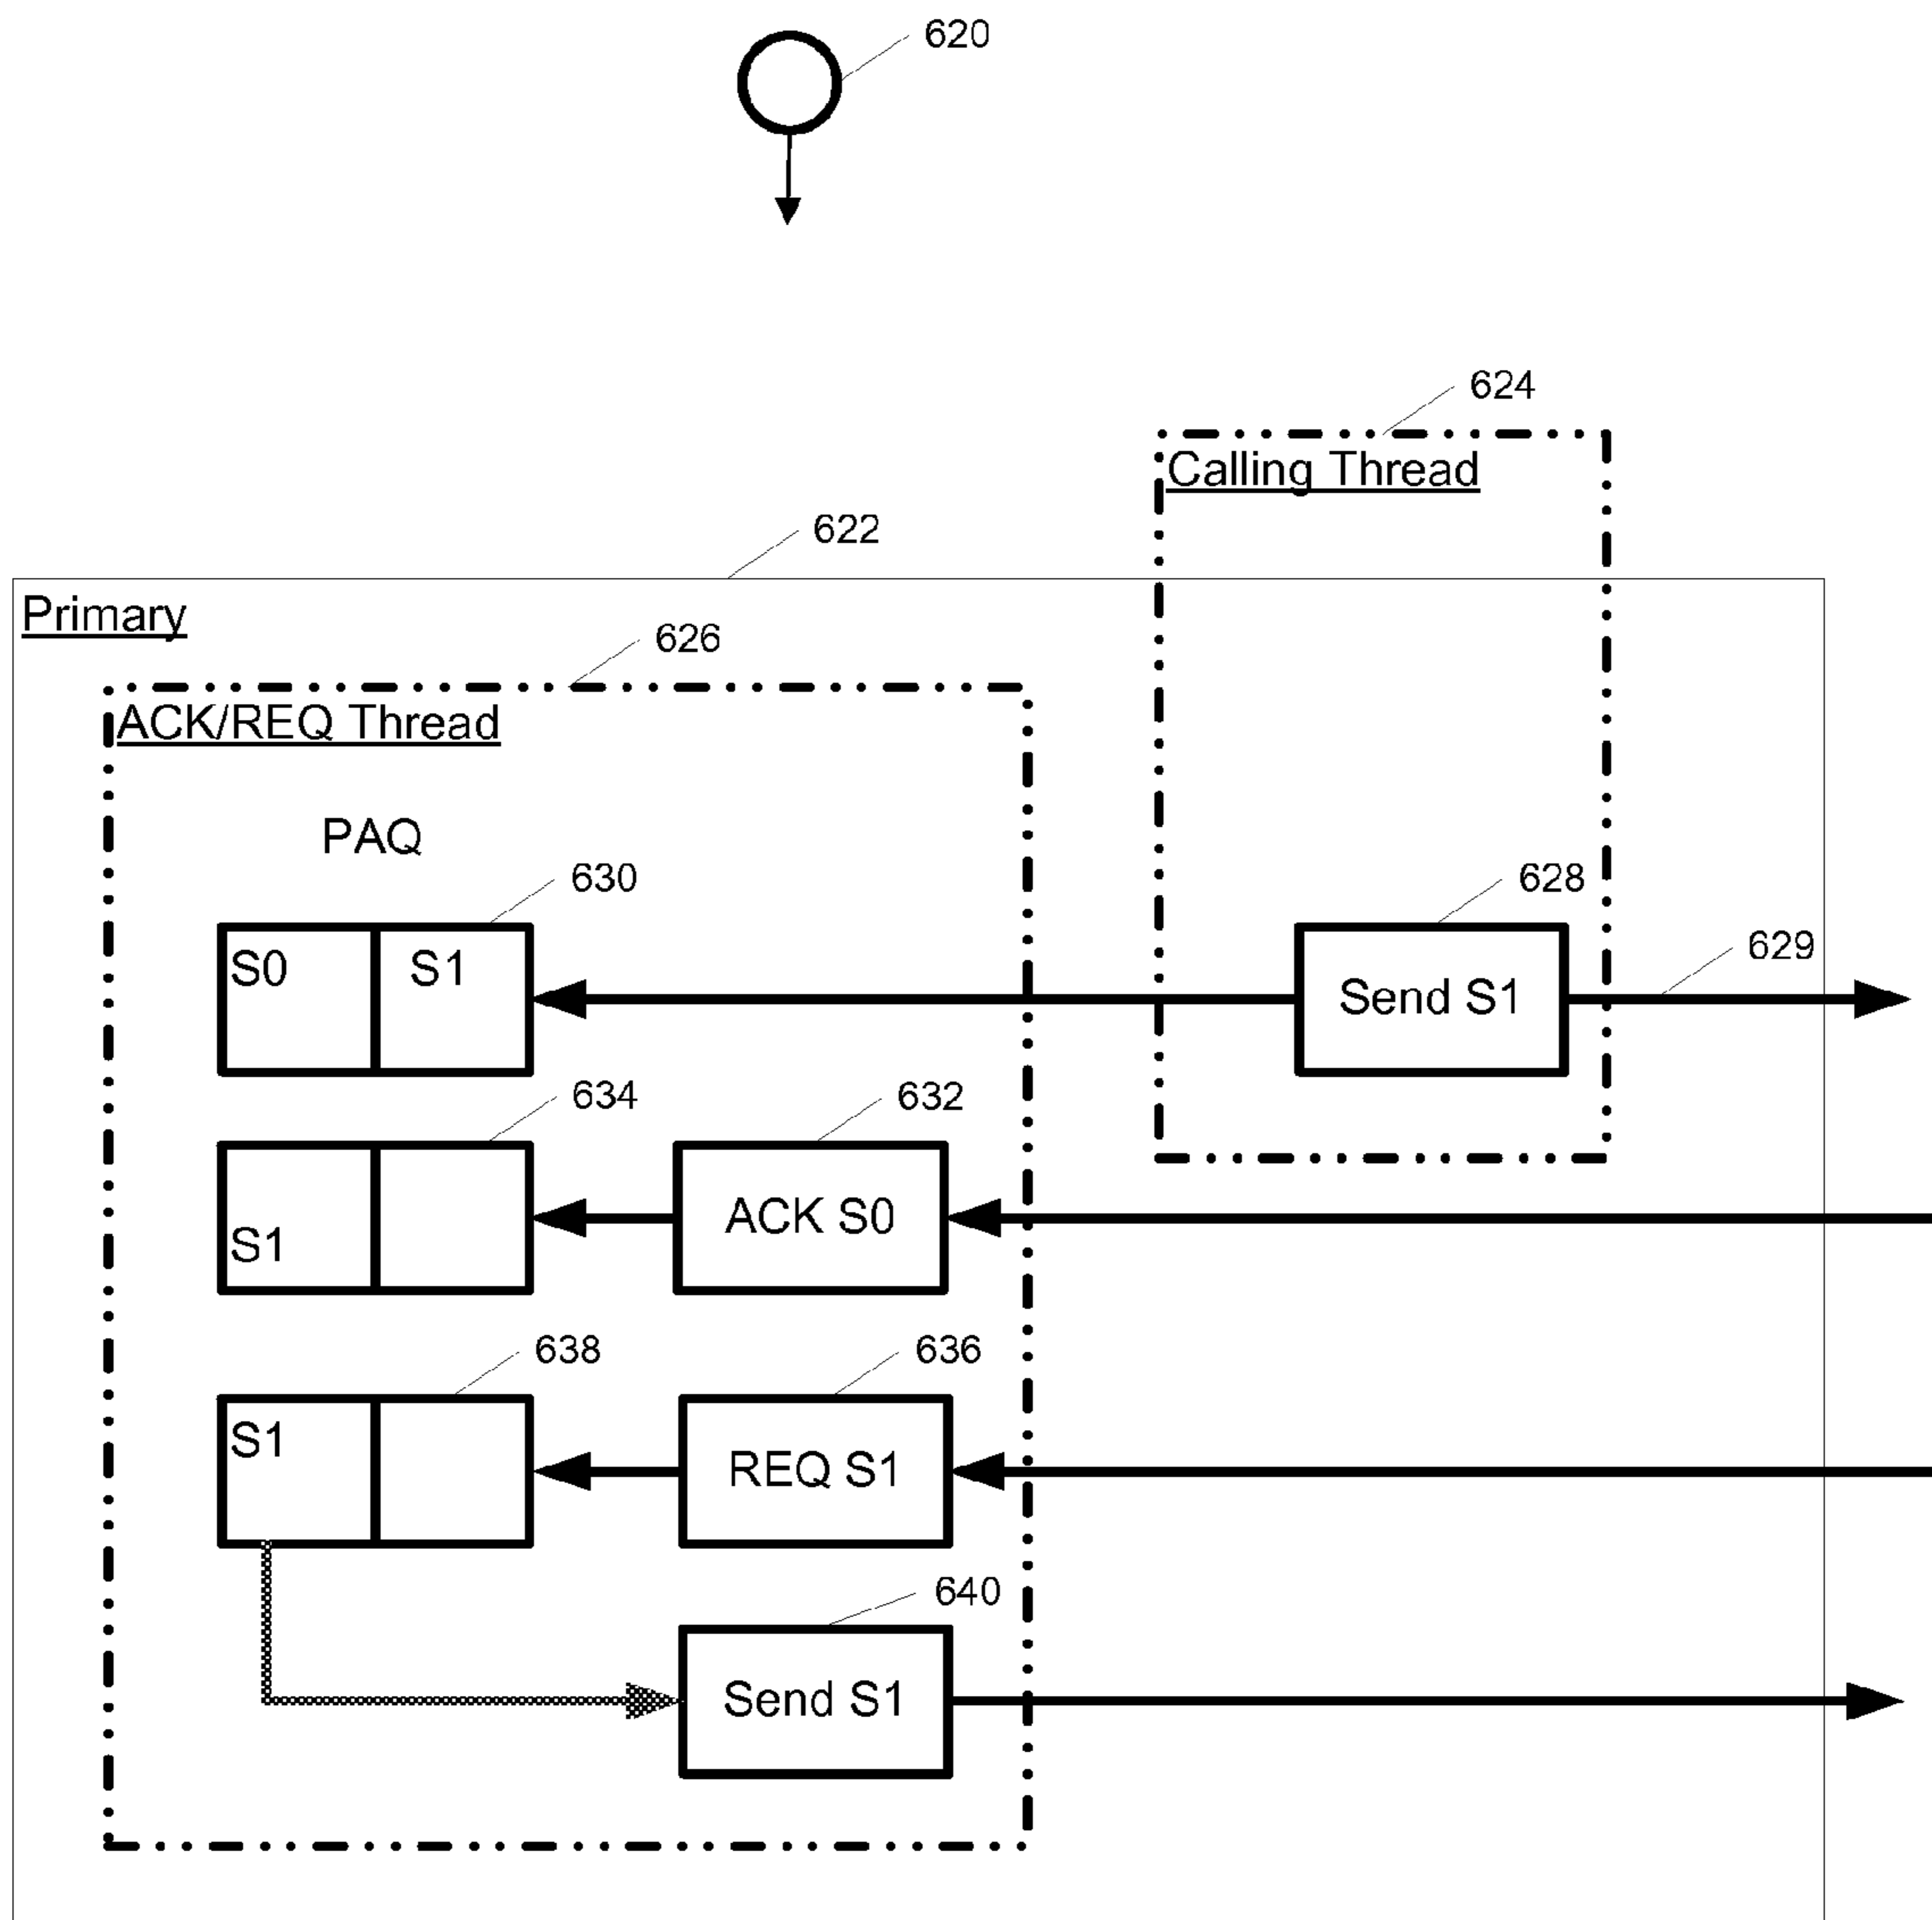 620
624
Calling Thread
622
Primary
626
ACK/REQ Thread
PAQ
630
628
629
S0 S1
Send S1
634
632
S1
ACK S0
638
636
S1
REQ S1
640
Send S1